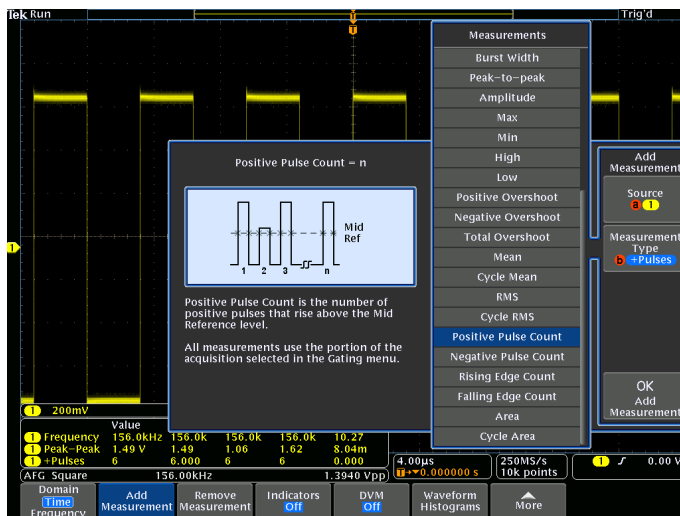 Tek Run
Trig'd
T
T
Measurements
Burst Width
Peak-to-peak
Amplitude
Max
Min
High
Low
Positive Overshoot
Negative Overshoot
Total Overshoot
Mean
Cycle Mean
RMS
Cycle RMS
Positive Pulse Count
Negative Pulse Count
Rising Edge Count
Falling Edge Count
Area
Cycle Area
Positive Pulse Count = n
Mid
Ref
1 2 3 n
Positive Pulse Count is the number of
positive pulses that rise above the Mid
Reference level.
All measurements use the portion of the
acquisition selected in the Gating menu.
Add
Measurement
Source
a 1
Measurement
Type
b +Pulses
OK
Add
Measurement
1
1 200mV
Value
1 Frequency 156.0kHz 156.0k 156.0k 156.0k 10.27
1 Peak-Peak 1.49 V 1.49 1.06 1.62 8.04m
1 +Pulses 6 6.000 6 6 0.000
4.00µs
T→▼0.000000 s
250MS/s
10k points
1 0.00 V
AFG Square 156.00kHz 1.3940 Vpp
Domain
Time
Frequency
Add
Measurement
Remove
Measurement
Indicators
Off
DVM
Off
Waveform
Histograms
More